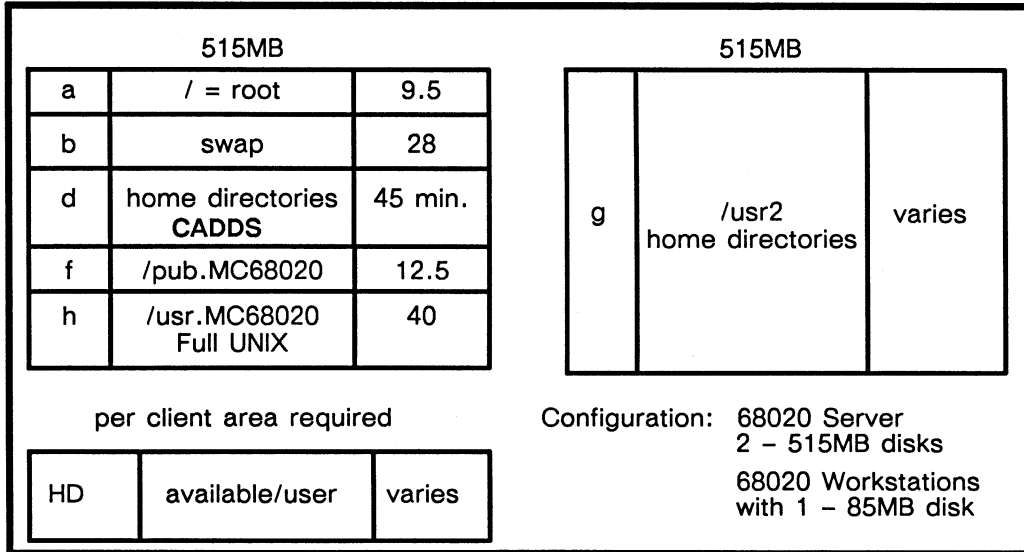 515MB
a / = root 9.5
b swap 28
d home directories 45 min.
CADDS
f /pub.MC68020 12.5
h /usr.MC68020 40
Full UNIX
515MB
g /usr2 varies
home directories
per client area required
HD available/user varies
Configuration: 68020 Server
2 – 515MB disks
68020 Workstations
with 1 – 85MB disk